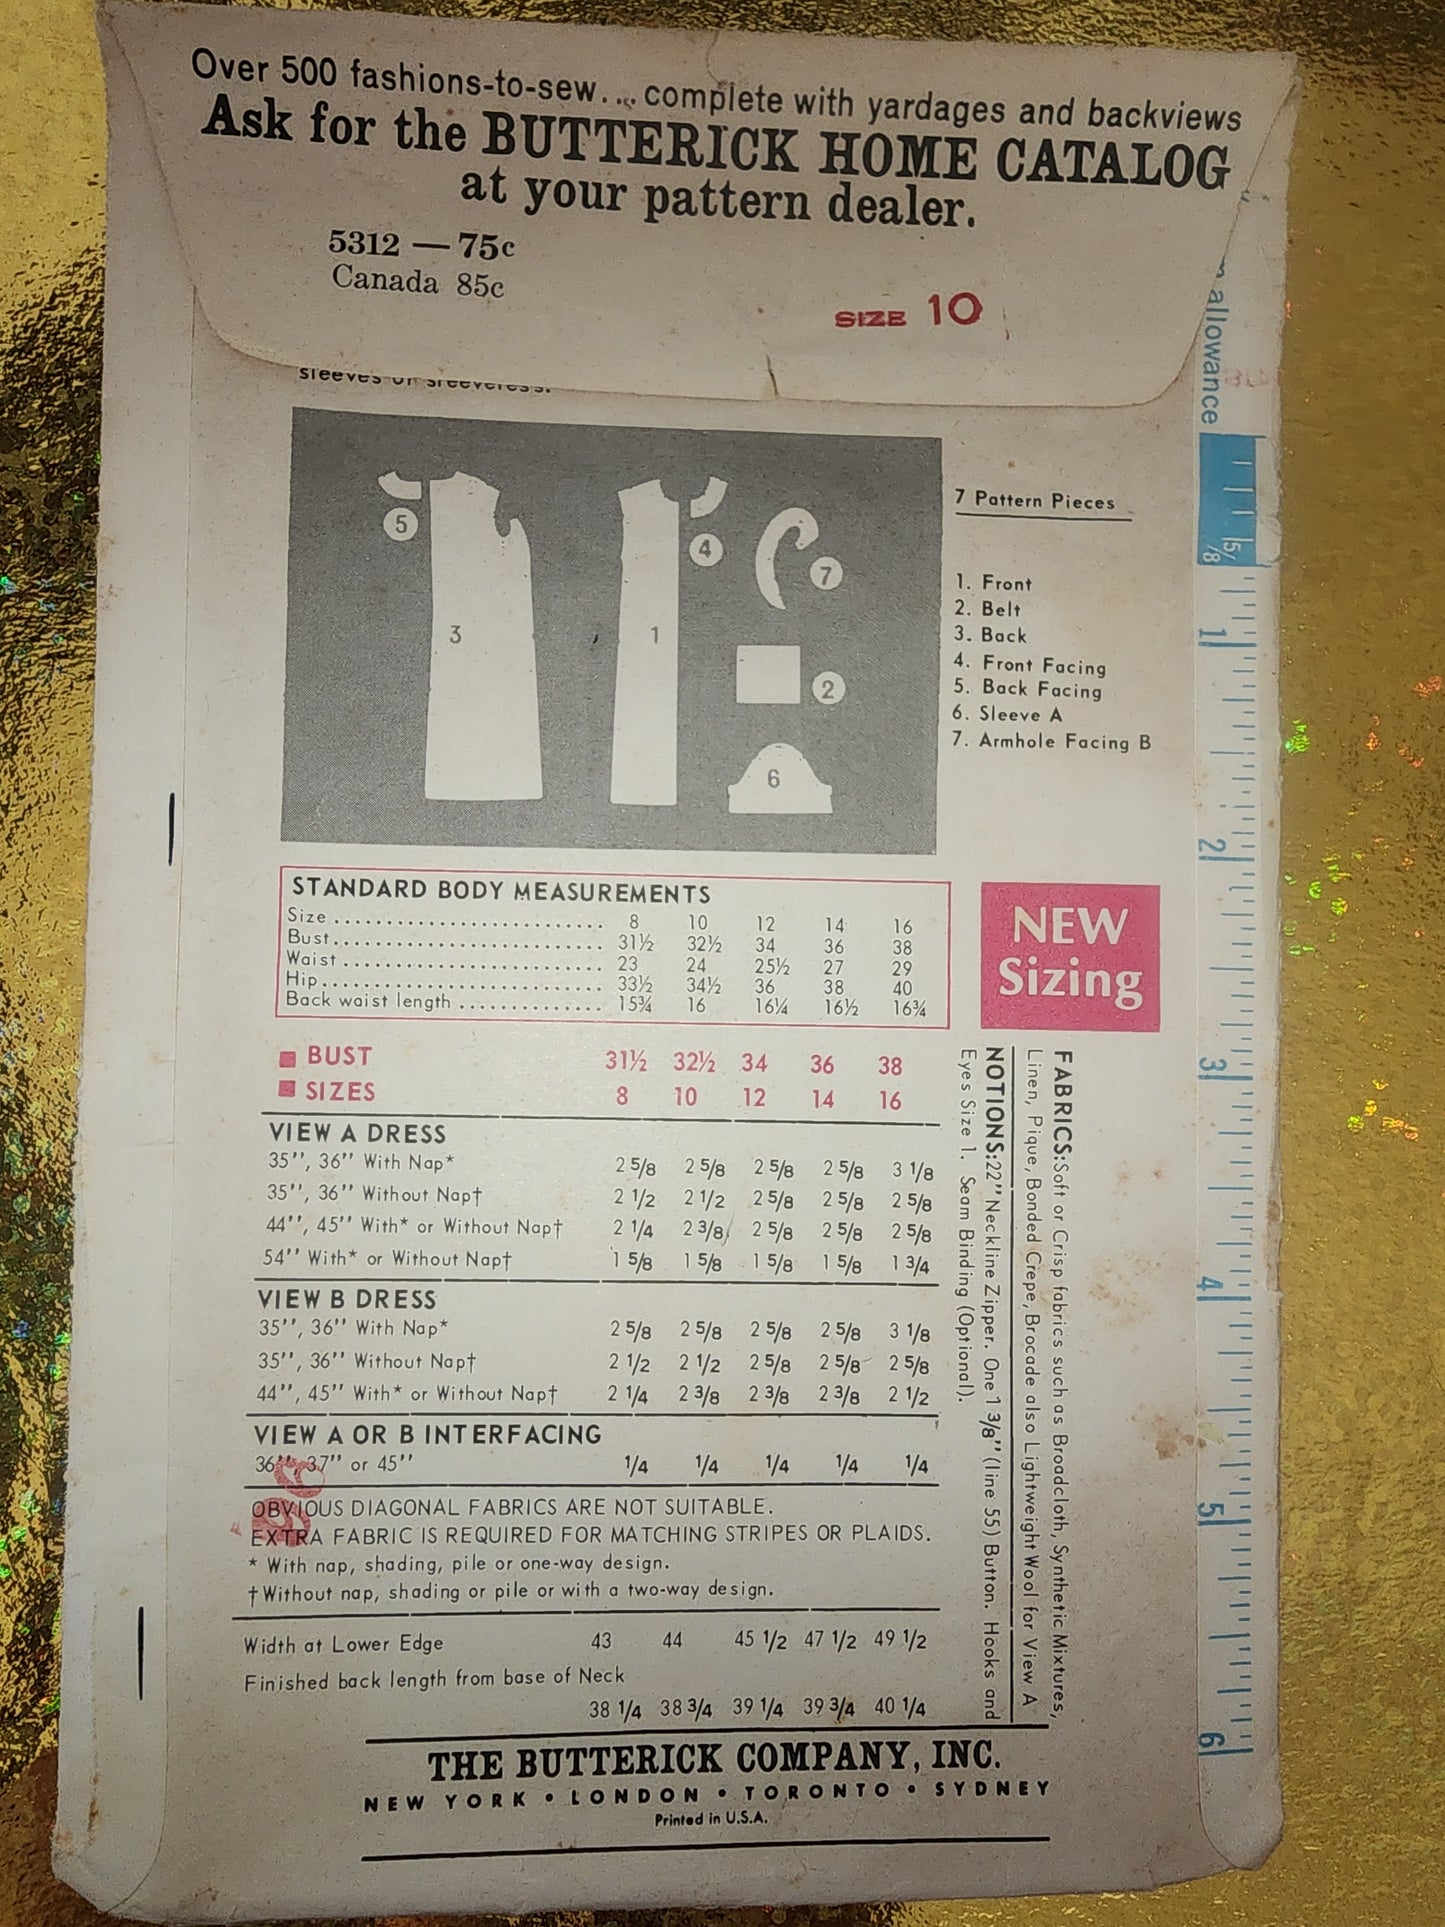 Over 500 fashions-to-sew... complete with yardages and backviews
Ask for the BUTTERICK HOME CATALOG
at your pattern dealer.
5312 — 75c
Canada 85c
SIZE 10
sleeves or sleeveless.
allowance
5/8
1
2
3
4
5
6
5
3
1
4
7
2
6
7 Pattern Pieces
1. Front
2. Belt
3. Back
4. Front Facing
5. Back Facing
6. Sleeve A
7. Armhole Facing B
STANDARD BODY MEASUREMENTS
Size .......................... 8 10 12 14 16
Bust.......................... 31½ 32½ 34 36 38
Waist ......................... 23 24 25½ 27 29
Hip........................... 33½ 34½ 36 38 40
Back waist length .............. 15¾ 16 16¼ 16½ 16¾
NEW
Sizing
BUST 31½ 32½ 34 36 38
SIZES 8 10 12 14 16
VIEW A DRESS
35'', 36'' With Nap* 2 5/8 2 5/8 2 5/8 2 5/8 3 1/8
35'', 36'' Without Nap† 2 1/2 2 1/2 2 5/8 2 5/8 2 5/8
44'', 45'' With* or Without Nap† 2 1/4 2 3/8 2 5/8 2 5/8 2 5/8
54'' With* or Without Nap† 1 5/8 1 5/8 1 5/8 1 5/8 1 3/4
VIEW B DRESS
35'', 36'' With Nap* 2 5/8 2 5/8 2 5/8 2 5/8 3 1/8
35'', 36'' Without Nap† 2 1/2 2 1/2 2 5/8 2 5/8 2 5/8
44'', 45'' With* or Without Nap† 2 1/4 2 3/8 2 3/8 2 3/8 2 1/2
VIEW A OR B INTERFACING
36'', 37'' or 45'' 1/4 1/4 1/4 1/4 1/4
OBVIOUS DIAGONAL FABRICS ARE NOT SUITABLE.
EXTRA FABRIC IS REQUIRED FOR MATCHING STRIPES OR PLAIDS.
* With nap, shading, pile or one-way design.
† Without nap, shading or pile or with a two-way design.
Width at Lower Edge 43 44 45 1/2 47 1/2 49 1/2
Finished back length from base of Neck
38 1/4 38 3/4 39 1/4 39 3/4 40 1/4
FABRICS: Soft or Crisp fabrics such as Broadcloth, Synthetic Mixtures,
Linen, Pique, Bonded Crepe, Brocade also Lightweight Wool for View A
NOTIONS: 22'' Neckline Zipper. One 1 3/8'' (line 55) Button. Hooks and
Eyes Size 1. Seam Binding (Optional).
THE BUTTERICK COMPANY, INC.
NEW YORK • LONDON • TORONTO • SYDNEY
Printed in U.S.A.